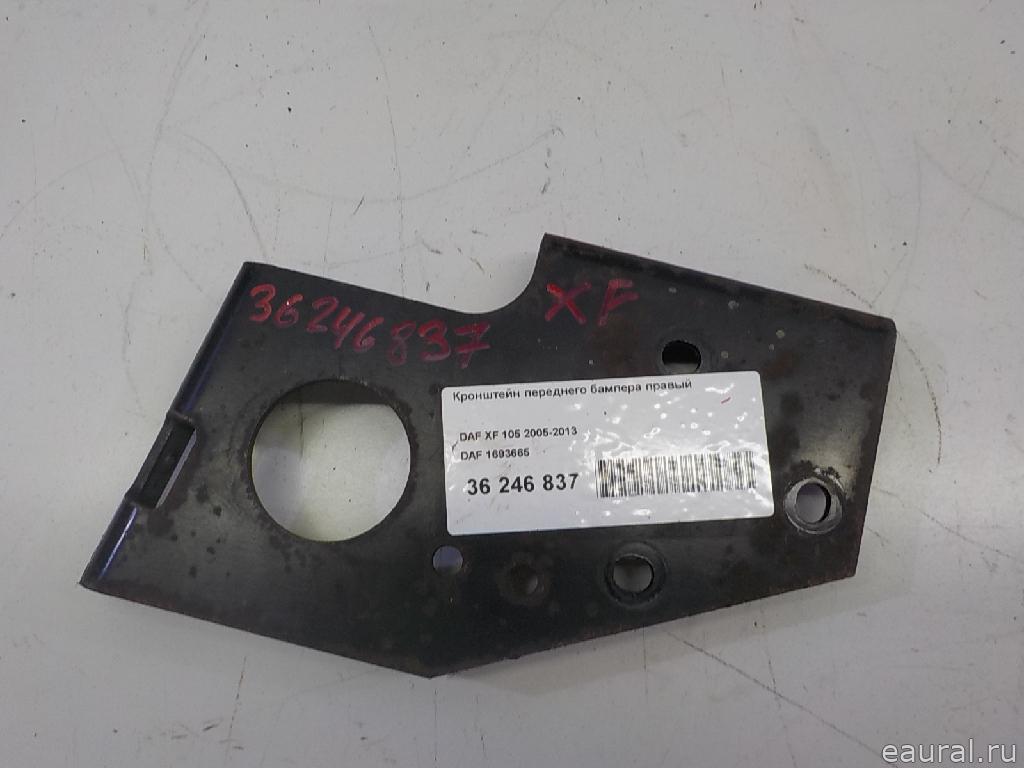 36246837
XF
Кронштейн переднего бампера правый
DAF XF 105 2005-2013
DAF 1693665
36 246 837
eaural.ru